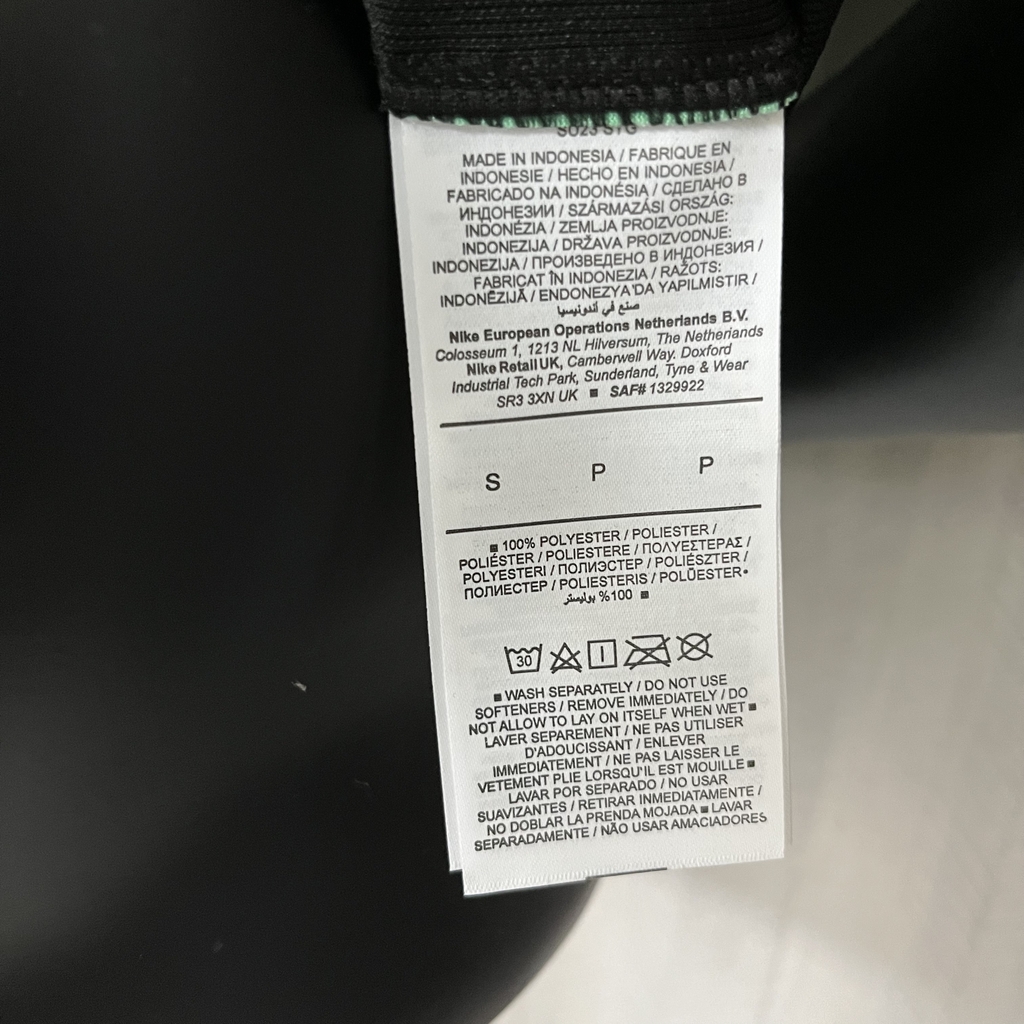 MADE IN INDONESIA / FABRIQUE EN
INDONESIE / HECHO EN INDONESIA /
FABRICADO NA INDONÉSIA / СДЕЛАНО В
ИНДОНЕЗИИ / SZÁRMAZÁSI ORSZÁG:
INDONÉZIA / ZEMLJA PROIZVODNJE:
INDONEZIJA / DRŽAVA PROIZVODNJE:
INDONEZIJA / ПРОИЗВЕДЕНО В ИНДОНЕЗИЯ /
FABRICAT ÎN INDONEZIA / RAŽOTS:
INDONĒZIJĀ / ENDONEZYA'DA YAPILMISTIR /
صنع في أندونيسيا
Nike European Operations Netherlands B.V.
Colosseum 1, 1213 NL Hilversum, The Netherlands
Nike Retail UK, Camberwell Way. Doxford
Industrial Tech Park, Sunderland, Tyne & Wear
SR3 3XN UK ■ SAF# 1329922
S P P
■ 100% POLYESTER / POLIESTER /
POLIÉSTER / POLIESTERE / ΠΟΛΥΕΣΤΕΡΑΣ /
POLYESTERI / ПОЛИЭСТЕР / POLIÉSZTER /
ПОЛИЕСТЕР / POLIESTERIS / POLÜESTER•
100% بوليستر ■
30
■ WASH SEPARATELY / DO NOT USE
SOFTENERS / REMOVE IMMEDIATELY / DO
NOT ALLOW TO LAY ON ITSELF WHEN WET ■
LAVER SEPAREMENT / NE PAS UTILISER
D'ADOUCISSANT / ENLEVER
IMMEDIATEMENT / NE PAS LAISSER LE
VETEMENT PLIE LORSQU'IL EST MOUILLE ■
LAVAR POR SEPARADO / NO USAR
SUAVIZANTES / RETIRAR INMEDIATAMENTE /
NO DOBLAR LA PRENDA MOJADA ■ LAVAR
SEPARADAMENTE / NÃO USAR AMACIADORES